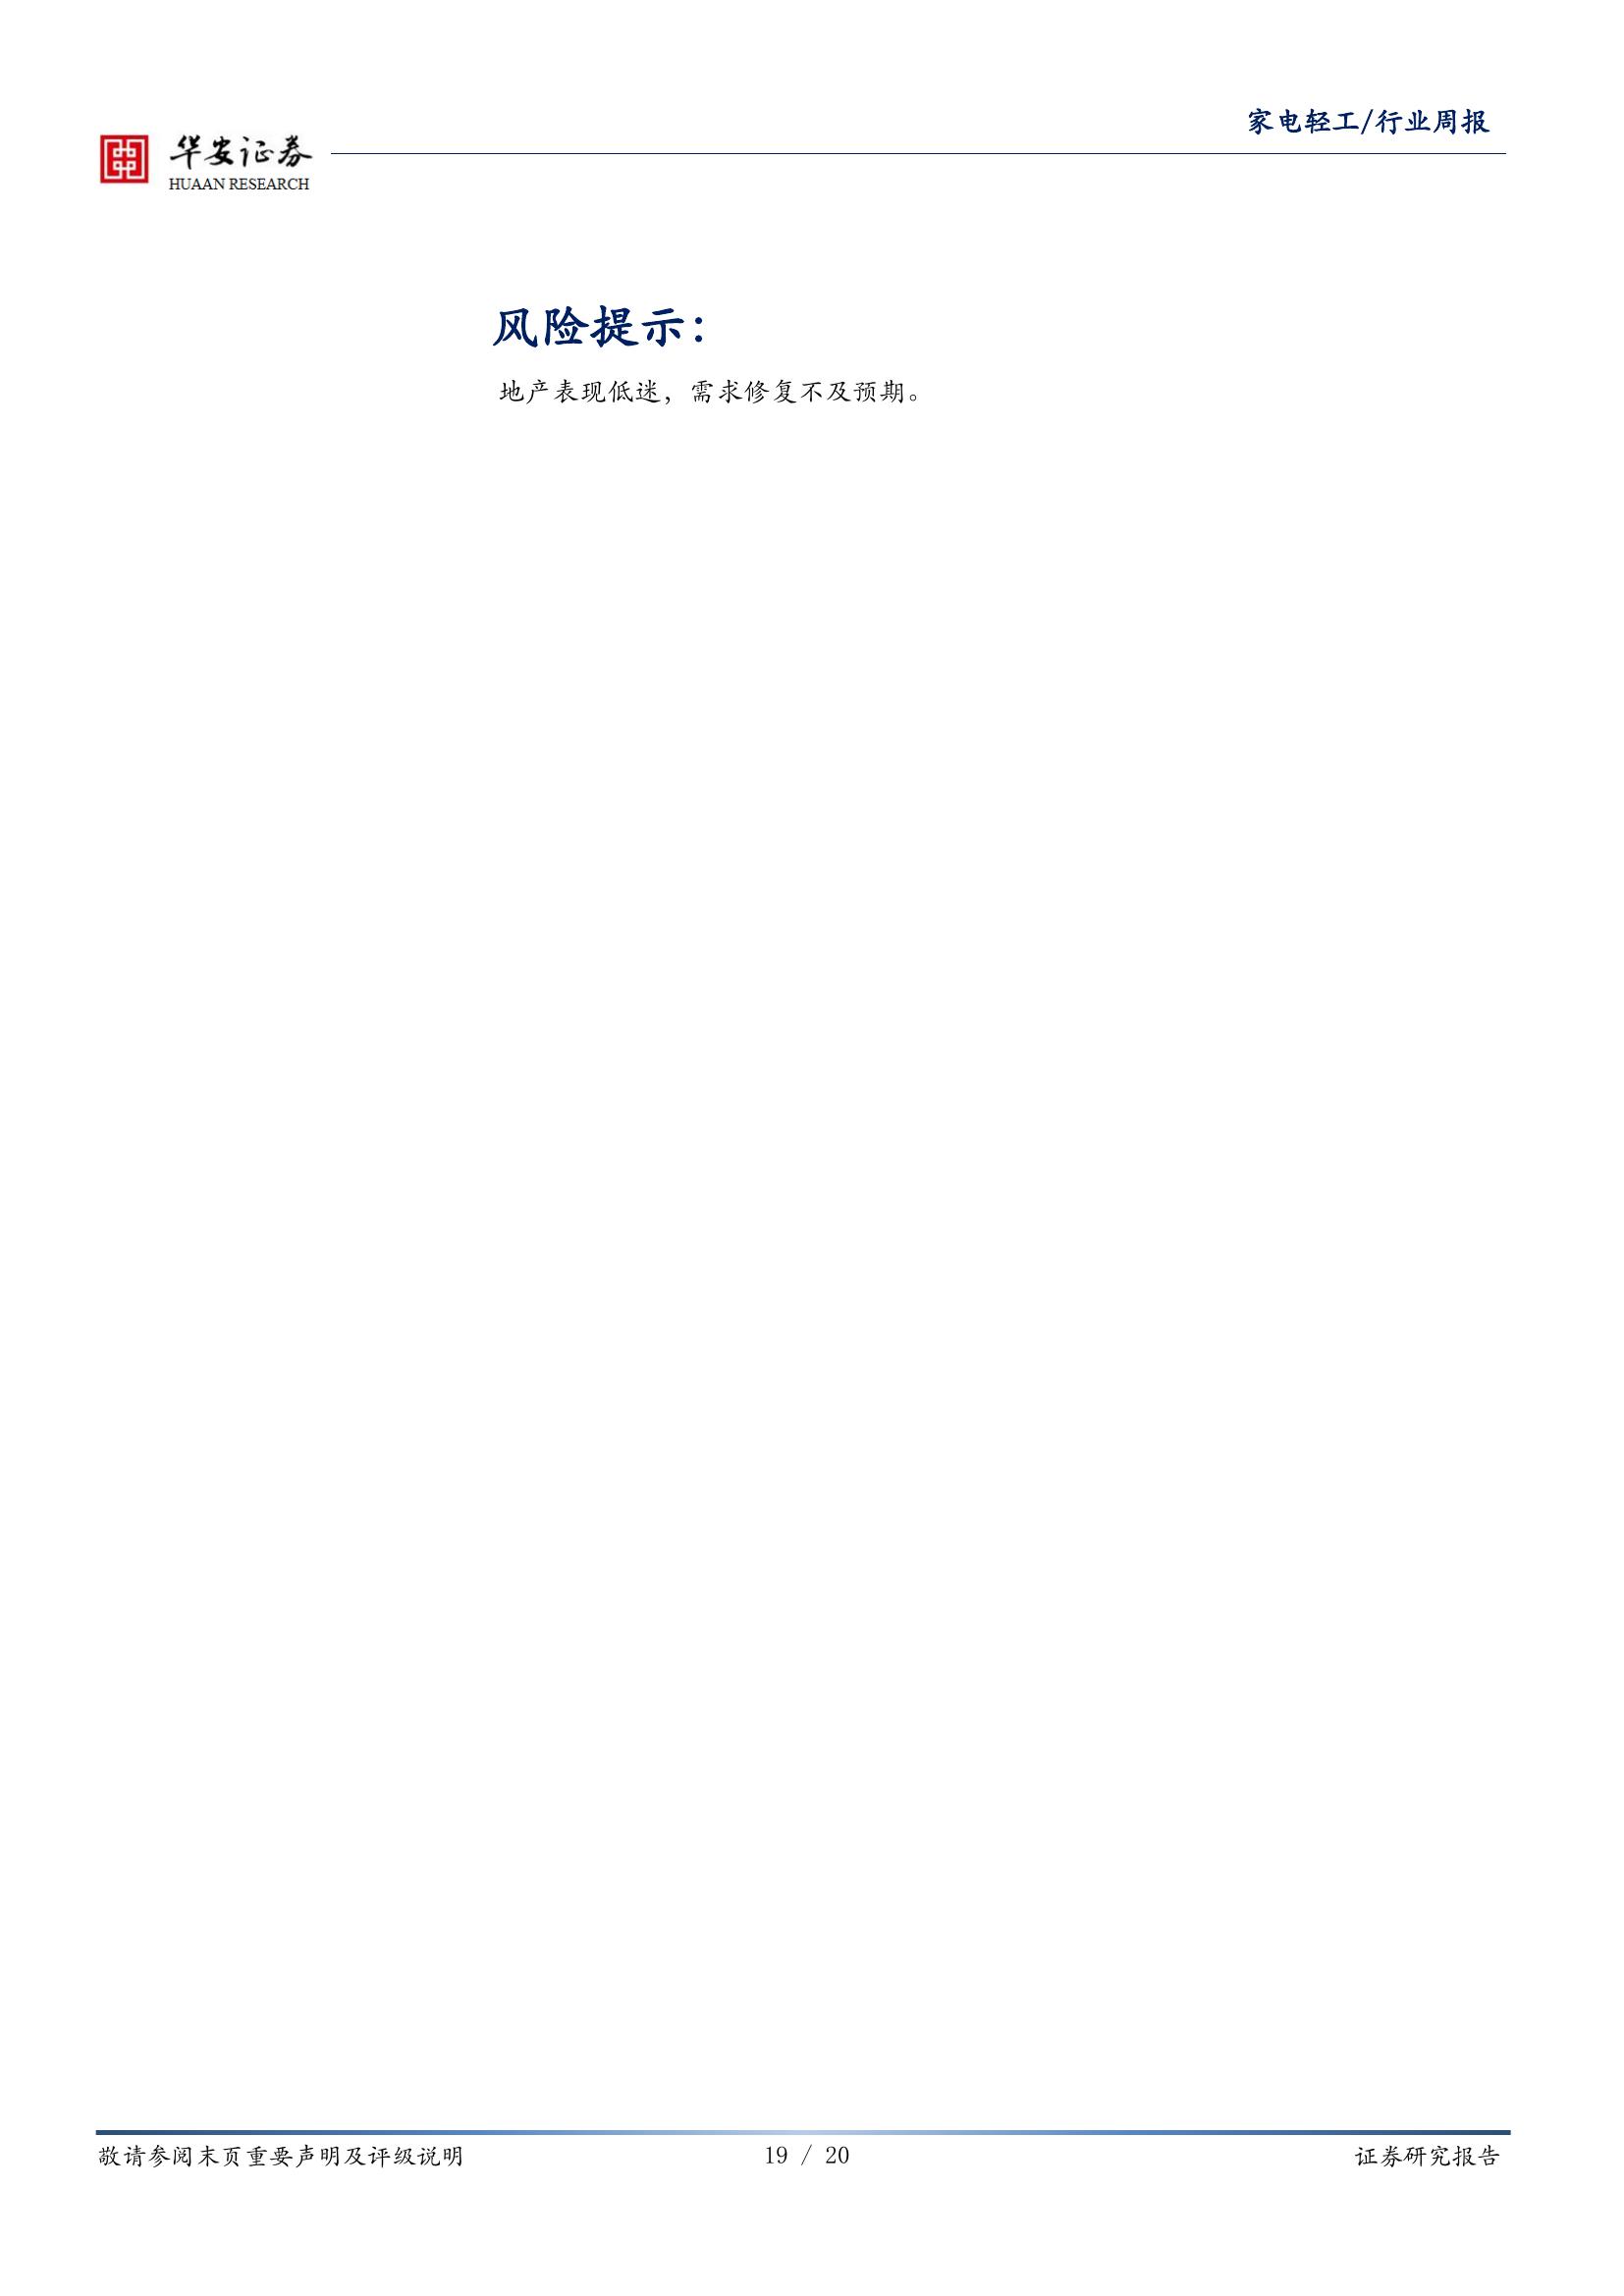 家电轻工/行业周报
华安证券
HUAAN RESEARCH
风险提示：
地产表现低迷，需求修复不及预期。
敬请参阅末页重要声明及评级说明
19 / 20
证券研究报告